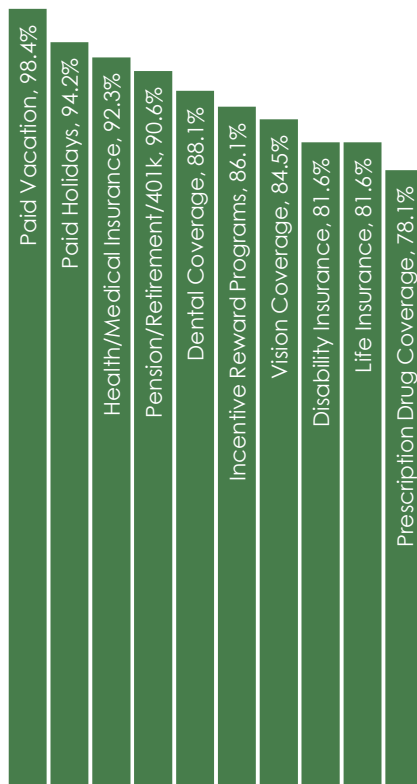 Paid Vacation, 98.4%
Paid Holidays, 94.2%
Health/Medical Insurance, 92.3%
Pension/Retirement/401k, 90.6%
Dental Coverage, 88.1%
Incentive Reward Programs, 86.1%
Vision Coverage, 84.5%
Disability Insurance, 81.6%
Life Insurance, 81.6%
Prescription Drug Coverage, 78.1%